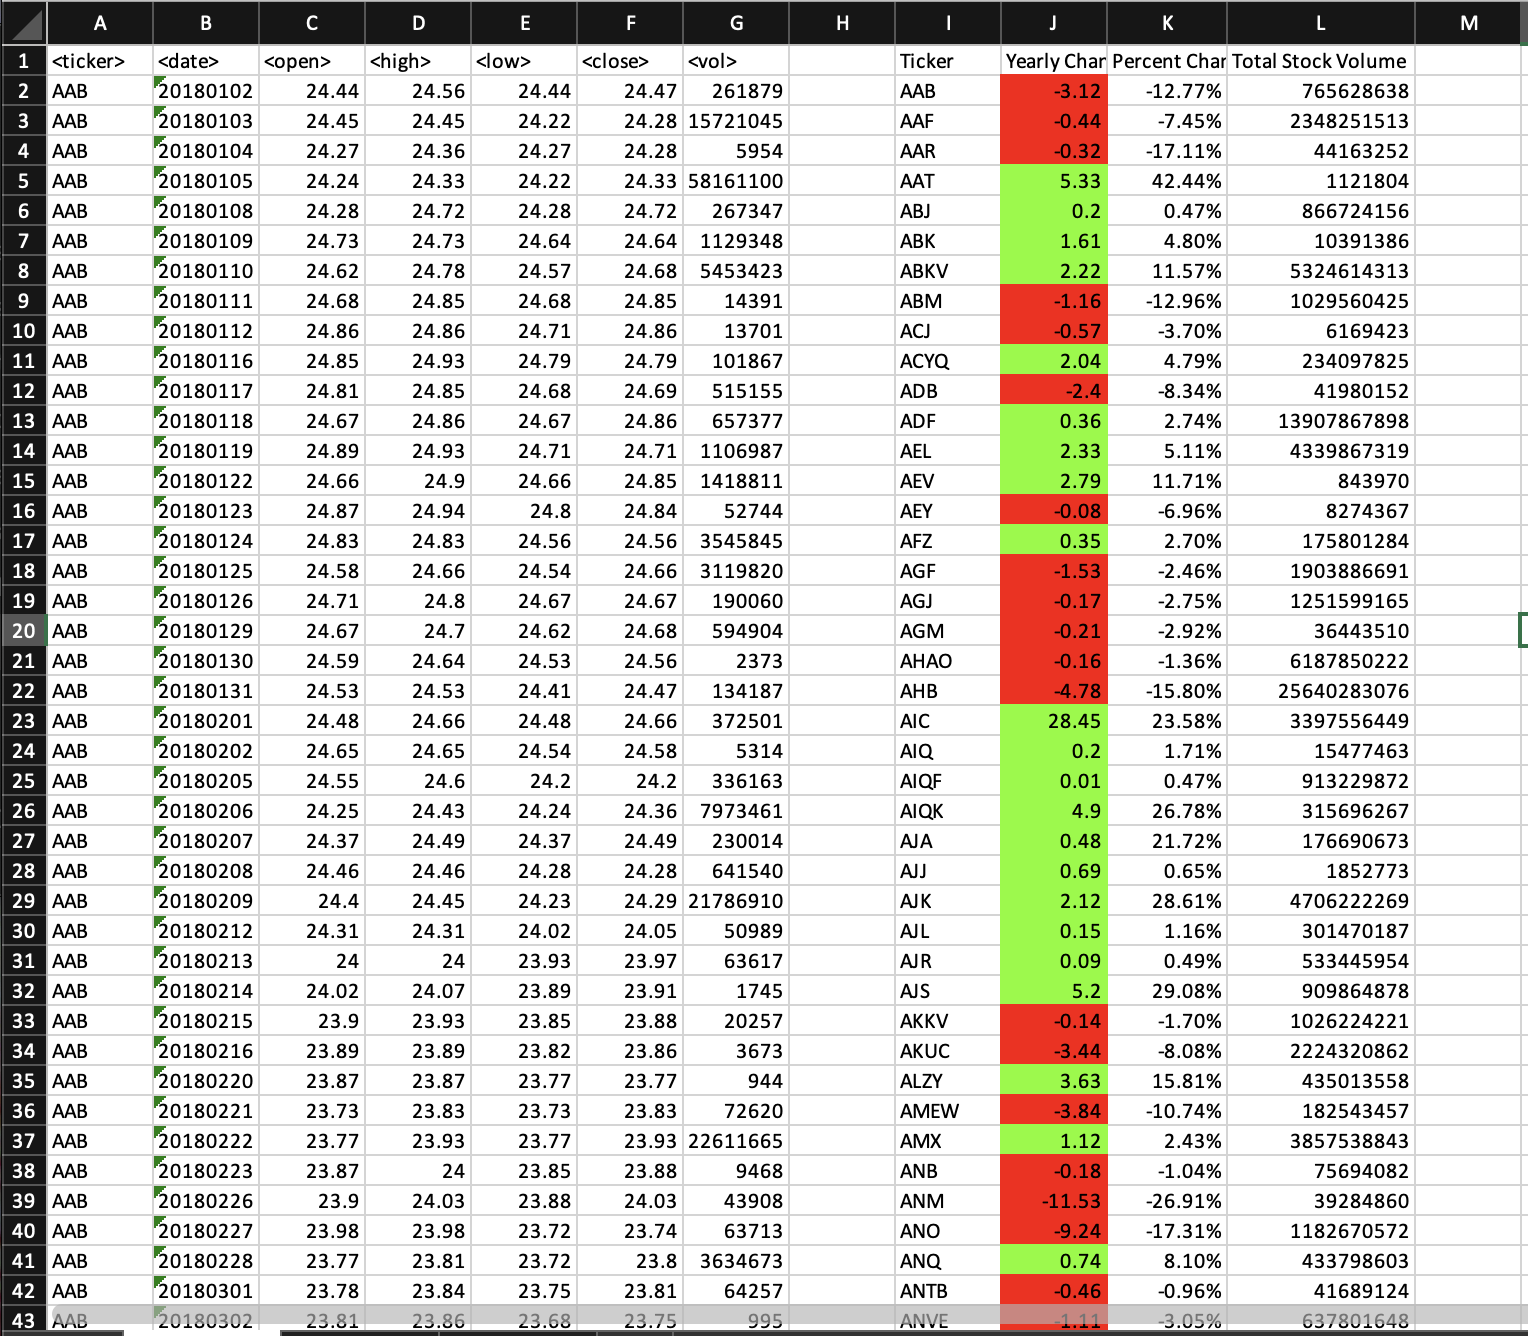 A B C D E F G H I J K L M
1 <ticker> <date> <open> <high> <low> <close> <vol> Ticker Yearly Char Percent Char Total Stock Volume
2 AAB 20180102 24.44 24.56 24.44 24.47 261879 AAB -3.12 -12.77% 765628638
3 AAB 20180103 24.45 24.45 24.22 24.28 15721045 AAF -0.44 -7.45% 2348251513
4 AAB 20180104 24.27 24.36 24.27 24.28 5954 AAR -0.32 -17.11% 44163252
5 AAB 20180105 24.24 24.33 24.22 24.33 58161100 AAT 5.33 42.44% 1121804
6 AAB 20180108 24.28 24.72 24.28 24.72 267347 ABJ 0.2 0.47% 866724156
7 AAB 20180109 24.73 24.73 24.64 24.64 1129348 ABK 1.61 4.80% 10391386
8 AAB 20180110 24.62 24.78 24.57 24.68 5453423 ABKV 2.22 11.57% 5324614313
9 AAB 20180111 24.68 24.85 24.68 24.85 14391 ABM -1.16 -12.96% 1029560425
10 AAB 20180112 24.86 24.86 24.71 24.86 13701 ACJ -0.57 -3.70% 6169423
11 AAB 20180116 24.85 24.93 24.79 24.79 101867 ACYQ 2.04 4.79% 234097825
12 AAB 20180117 24.81 24.85 24.68 24.69 515155 ADB -2.4 -8.34% 41980152
13 AAB 20180118 24.67 24.86 24.67 24.86 657377 ADF 0.36 2.74% 13907867898
14 AAB 20180119 24.89 24.93 24.71 24.71 1106987 AEL 2.33 5.11% 4339867319
15 AAB 20180122 24.66 24.9 24.66 24.85 1418811 AEV 2.79 11.71% 843970
16 AAB 20180123 24.87 24.94 24.8 24.84 52744 AEY -0.08 -6.96% 8274367
17 AAB 20180124 24.83 24.83 24.56 24.56 3545845 AFZ 0.35 2.70% 175801284
18 AAB 20180125 24.58 24.66 24.54 24.66 3119820 AGF -1.53 -2.46% 1903886691
19 AAB 20180126 24.71 24.8 24.67 24.67 190060 AGJ -0.17 -2.75% 1251599165
20 AAB 20180129 24.67 24.7 24.62 24.68 594904 AGM -0.21 -2.92% 36443510
21 AAB 20180130 24.59 24.64 24.53 24.56 2373 AHAO -0.16 -1.36% 6187850222
22 AAB 20180131 24.53 24.53 24.41 24.47 134187 AHB -4.78 -15.80% 25640283076
23 AAB 20180201 24.48 24.66 24.48 24.66 372501 AIC 28.45 23.58% 3397556449
24 AAB 20180202 24.65 24.65 24.54 24.58 5314 AIQ 0.2 1.71% 15477463
25 AAB 20180205 24.55 24.6 24.2 24.2 336163 AIQF 0.01 0.47% 913229872
26 AAB 20180206 24.25 24.43 24.24 24.36 7973461 AIQK 4.9 26.78% 315696267
27 AAB 20180207 24.37 24.49 24.37 24.49 230014 AJA 0.48 21.72% 176690673
28 AAB 20180208 24.46 24.46 24.28 24.28 641540 AJJ 0.69 0.65% 1852773
29 AAB 20180209 24.4 24.45 24.23 24.29 21786910 AJK 2.12 28.61% 4706222269
30 AAB 20180212 24.31 24.31 24.02 24.05 50989 AJL 0.15 1.16% 301470187
31 AAB 20180213 24 24 23.93 23.97 63617 AJR 0.09 0.49% 533445954
32 AAB 20180214 24.02 24.07 23.89 23.91 1745 AJS 5.2 29.08% 909864878
33 AAB 20180215 23.9 23.93 23.85 23.88 20257 AKKV -0.14 -1.70% 1026224221
34 AAB 20180216 23.89 23.89 23.82 23.86 3673 AKUC -3.44 -8.08% 2224320862
35 AAB 20180220 23.87 23.87 23.77 23.77 944 ALZY 3.63 15.81% 435013558
36 AAB 20180221 23.73 23.83 23.73 23.83 72620 AMEW -3.84 -10.74% 182543457
37 AAB 20180222 23.77 23.93 23.77 23.93 22611665 AMX 1.12 2.43% 3857538843
38 AAB 20180223 23.87 24 23.85 23.88 9468 ANB -0.18 -1.04% 75694082
39 AAB 20180226 23.9 24.03 23.88 24.03 43908 ANM -11.53 -26.91% 39284860
40 AAB 20180227 23.98 23.98 23.72 23.74 63713 ANO -9.24 -17.31% 1182670572
41 AAB 20180228 23.77 23.81 23.72 23.8 3634673 ANQ 0.74 8.10% 433798603
42 AAB 20180301 23.78 23.84 23.75 23.81 64257 ANTB -0.46 -0.96% 41689124
43 AAB 20180302 23.81 23.86 23.68 23.75 995 ANVE -1.11 -3.05% 637801648